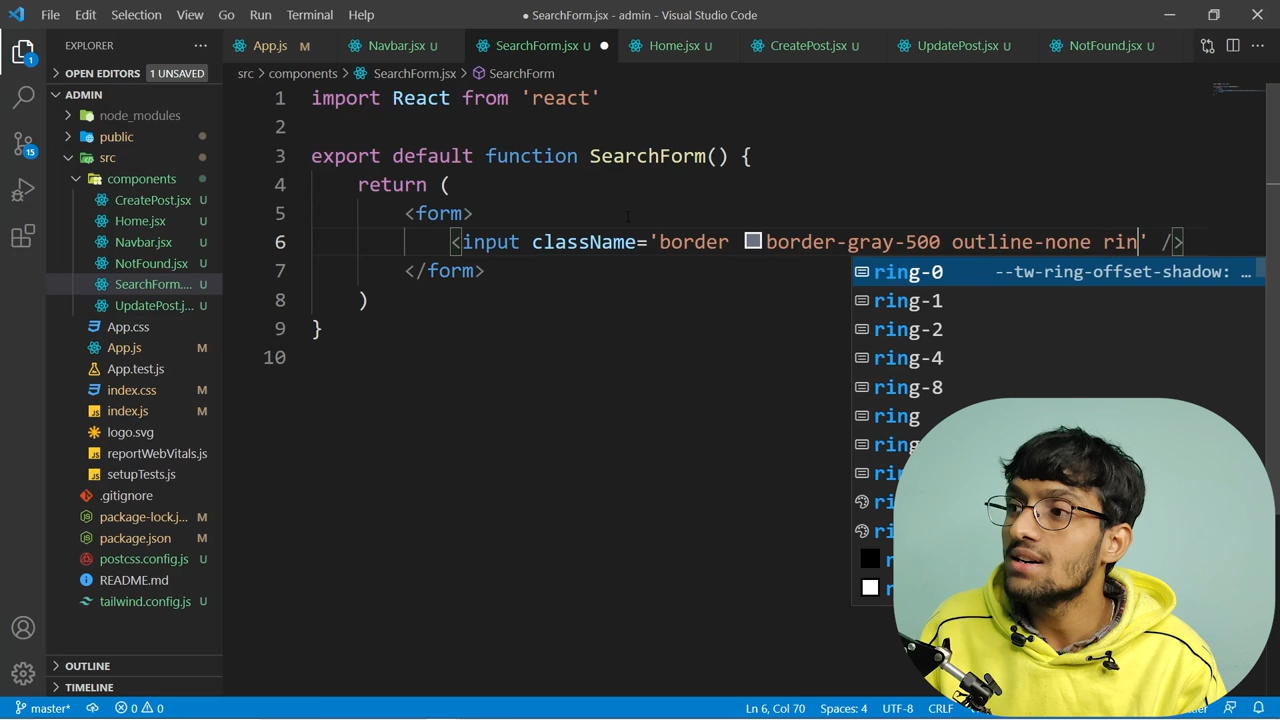 File Edit Selection View Go Run Terminal Help
● SearchForm.jsx - admin - Visual Studio Code
EXPLORER
App.js M
Navbar.jsx U
SearchForm.jsx U
Home.jsx U
CreatePost.jsx U
UpdatePost.jsx U
NotFound.jsx U
OPEN EDITORS 1 UNSAVED
src > components > SearchForm.jsx > SearchForm
ADMIN
node_modules
public
src
components
CreatePost.jsx U
Home.jsx U
Navbar.jsx U
NotFound.jsx U
SearchForm.... U
UpdatePost.j... U
App.css
App.js M
App.test.js
index.css M
index.js M
logo.svg
reportWebVitals.js
setupTests.js
.gitignore
package-lock.j... M
package.json M
postcss.config.js U
README.md
tailwind.config.js U
OUTLINE
TIMELINE
1
15
1 import React from 'react'
2
3 export default function SearchForm() {
4 return (
5 <form>
6 <input className='border border-gray-500 outline-none rin' />
7 </form>
8 )
9 }
10
ring-0 --tw-ring-offset-shadow: ...
ring-1
ring-2
ring-4
ring-8
ring
master* 0 0
Ln 6, Col 70 Spaces: 4 UTF-8 CRLF